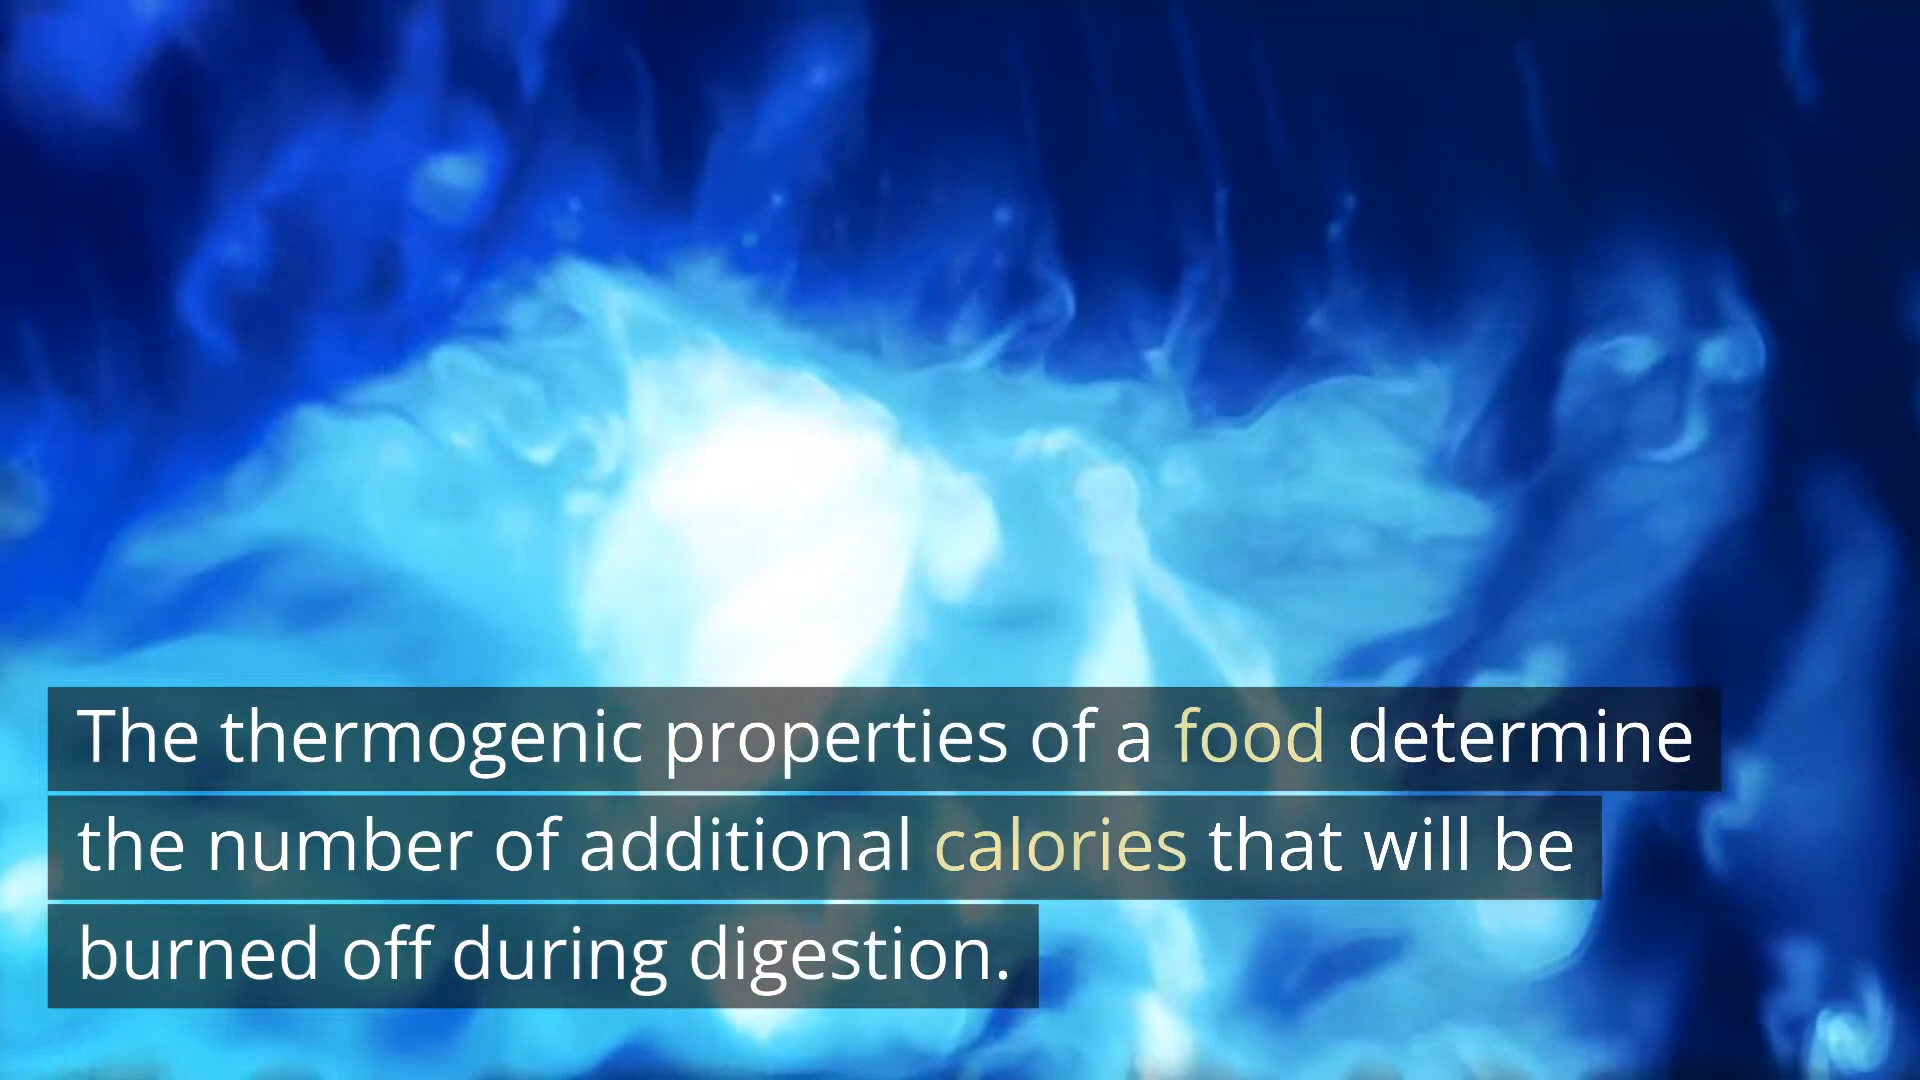 The thermogenic properties of a food determine
the number of additional calories that will be
burned off during digestion.